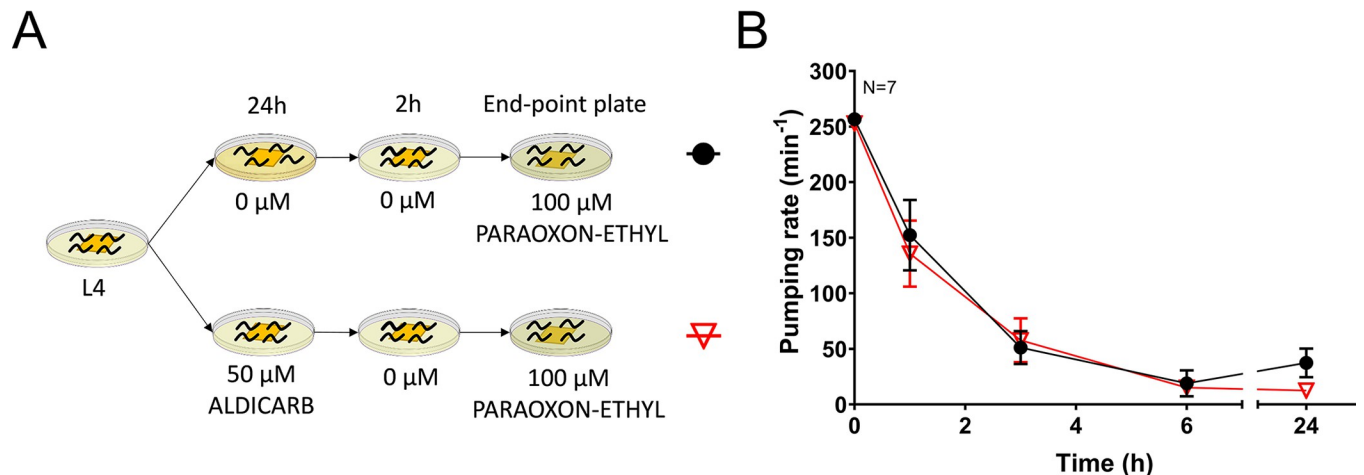 A
24h
2h
End-point plate
0 µM
0 µM
100 µM
PARAOXON-ETHYL
L4
50 µM
ALDICARB
0 µM
100 µM
PARAOXON-ETHYL
B
N=7
Pumping rate (min⁻¹)
300
250
200
150
100
50
0
0
2
4
6
24
Time (h)